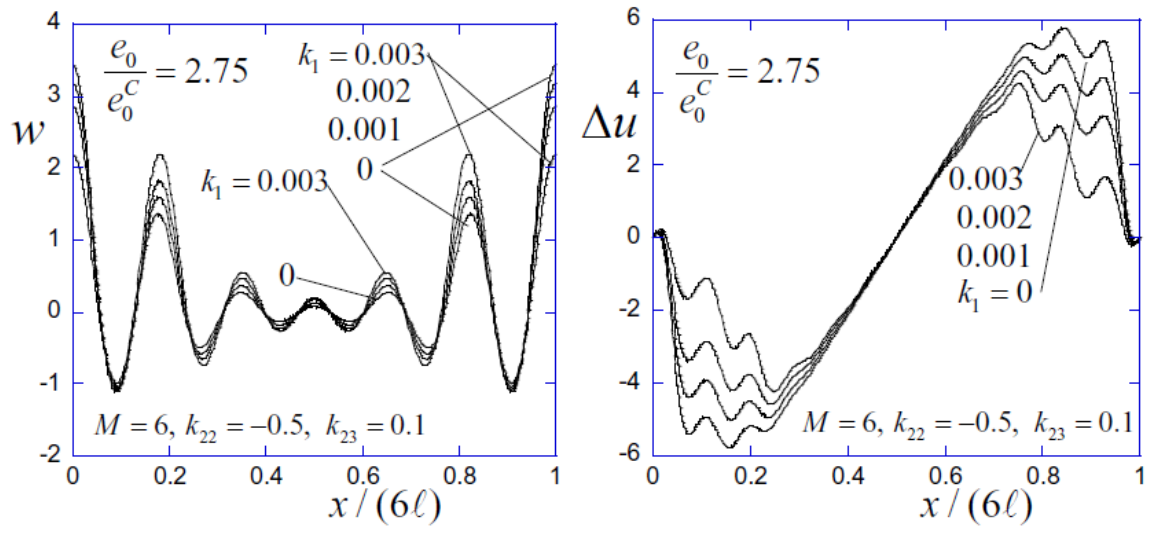 4
3
2
1
0
-1
-2
w
e₀/e₀ᶜ = 2.75
k₁ = 0.003
0.002
0.001
0
k₁ = 0.003
0
M = 6, k₂₂ = −0.5, k₂₃ = 0.1
0 0.2 0.4 0.6 0.8 1
x / (6ℓ)
6
4
2
0
-2
-4
-6
Δu
e₀/e₀ᶜ = 2.75
0.003
0.002
0.001
k₁ = 0
M = 6, k₂₂ = −0.5, k₂₃ = 0.1
0 0.2 0.4 0.6 0.8 1
x / (6ℓ)